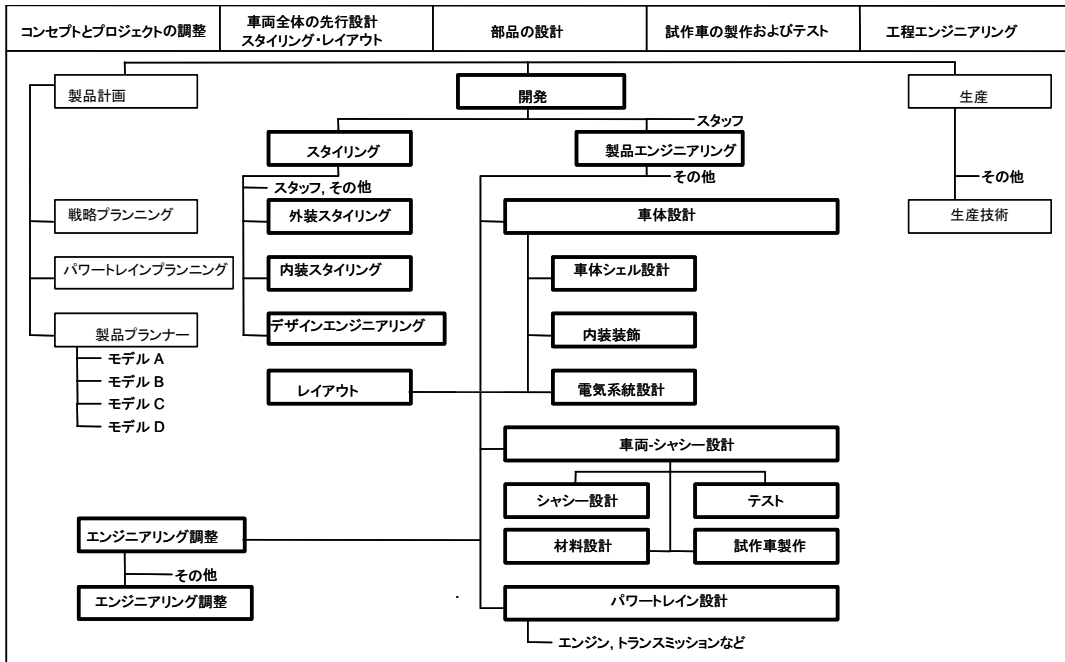 コンセプトとプロジェクトの調整
車両全体の先行設計
スタイリング・レイアウト
部品の設計
試作車の製作およびテスト
工程エンジニアリング
製品計画
開発
生産
スタッフ
スタイリング
製品エンジニアリング
その他
その他
スタッフ, その他
戦略プランニング
外装スタイリング
車体設計
生産技術
パワートレインプランニング
内装スタイリング
車体シェル設計
製品プランナー
デザインエンジニアリング
内装装飾
モデル A
モデル B
モデル C
モデル D
レイアウト
電気系統設計
車両-シャシー設計
シャシー設計
テスト
エンジニアリング調整
材料設計
試作車製作
その他
エンジニアリング調整
パワートレイン設計
エンジン, トランスミッションなど